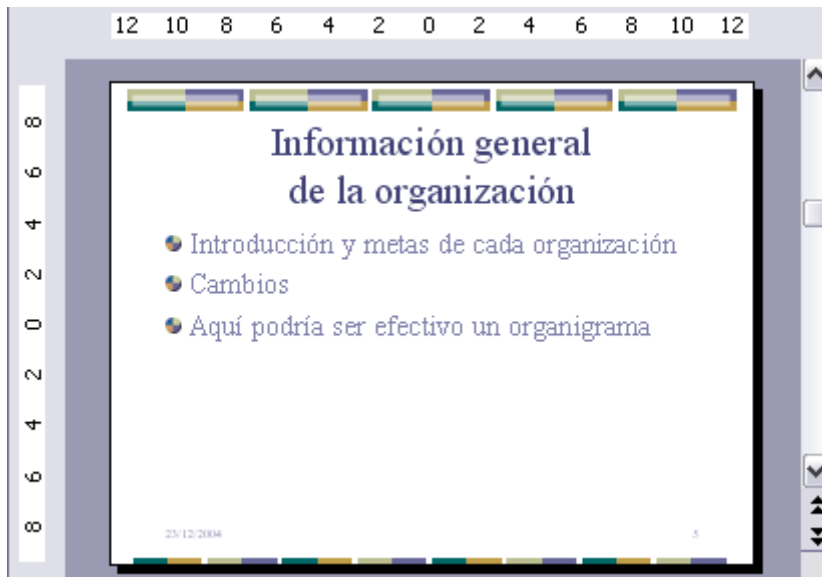 12 10 8 6 4 2 0 2 4 6 8 10 12
8
6
4
2
0
2
4
6
8
Información general
de la organización
Introducción y metas de cada organización
Cambios
Aquí podría ser efectivo un organigrama
23/12/2004 5